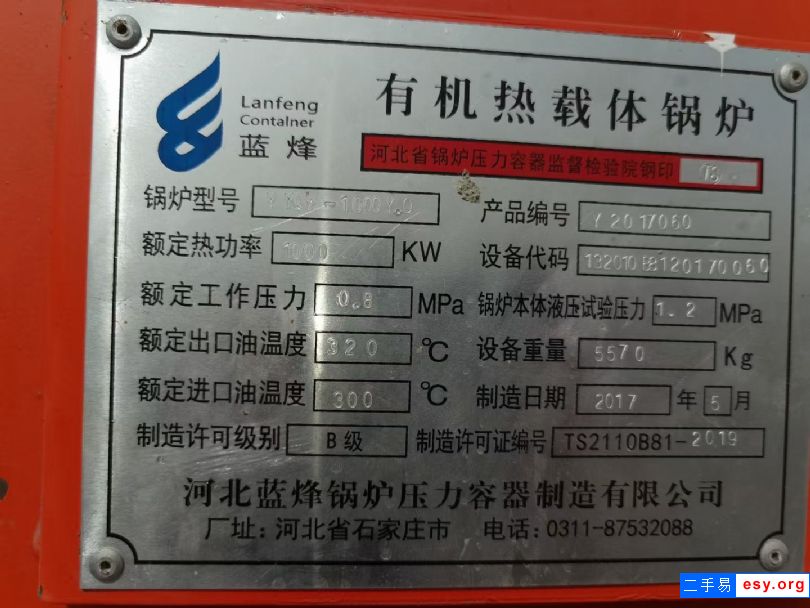 Lanfeng
Container
蓝烽
有机热载体锅炉
河北省锅炉压力容器监督检验院钢印
锅炉型号
产品编号 Y2017060
额定热功率 1000 KW
设备代码
额定工作压力 0.8 MPa
锅炉本体液压试验压力 1.2 MPa
额定出口油温度 320 ℃
设备重量 5570 Kg
额定进口油温度 300 ℃
制造日期 2017 年 5 月
制造许可级别 B级
制造许可证编号 TS2110B81-2019
河北蓝烽锅炉压力容器制造有限公司
厂址：河北省石家庄市 电话：0311-87532088
二手易 esy.org